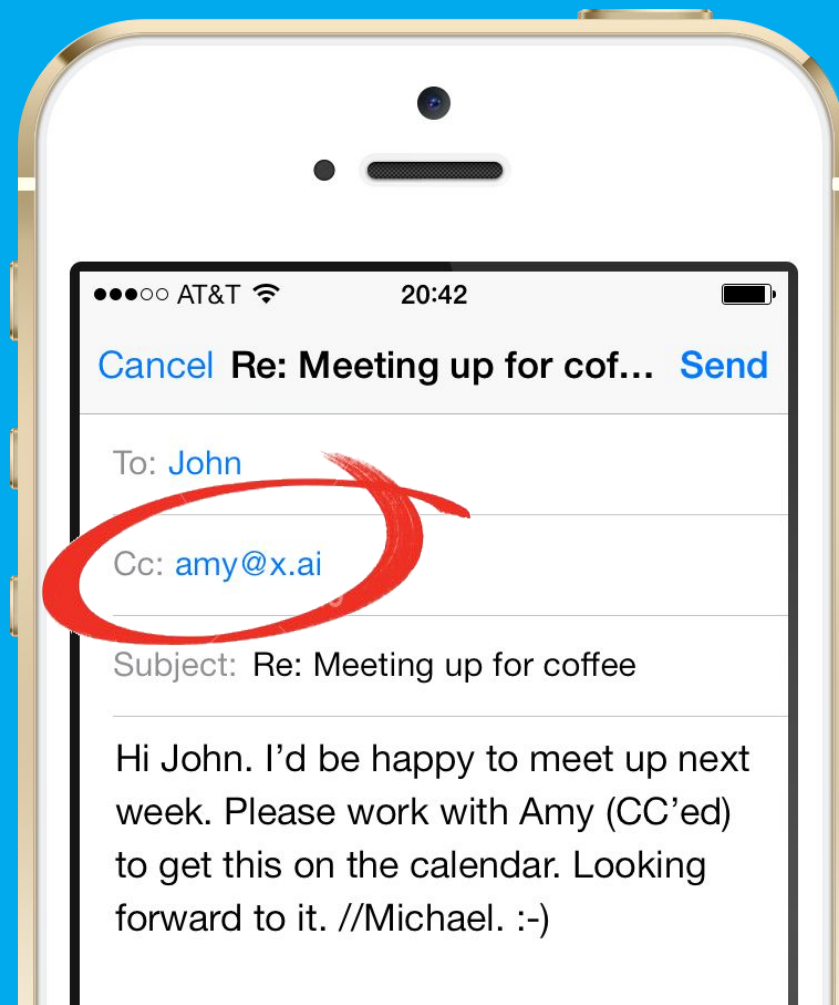 AT&T 20:42
Cancel Re: Meeting up for cof... Send
To: John
Cc: amy@x.ai
Subject: Re: Meeting up for coffee
Hi John. I’d be happy to meet up next
week. Please work with Amy (CC’ed)
to get this on the calendar. Looking
forward to it. //Michael. :-)